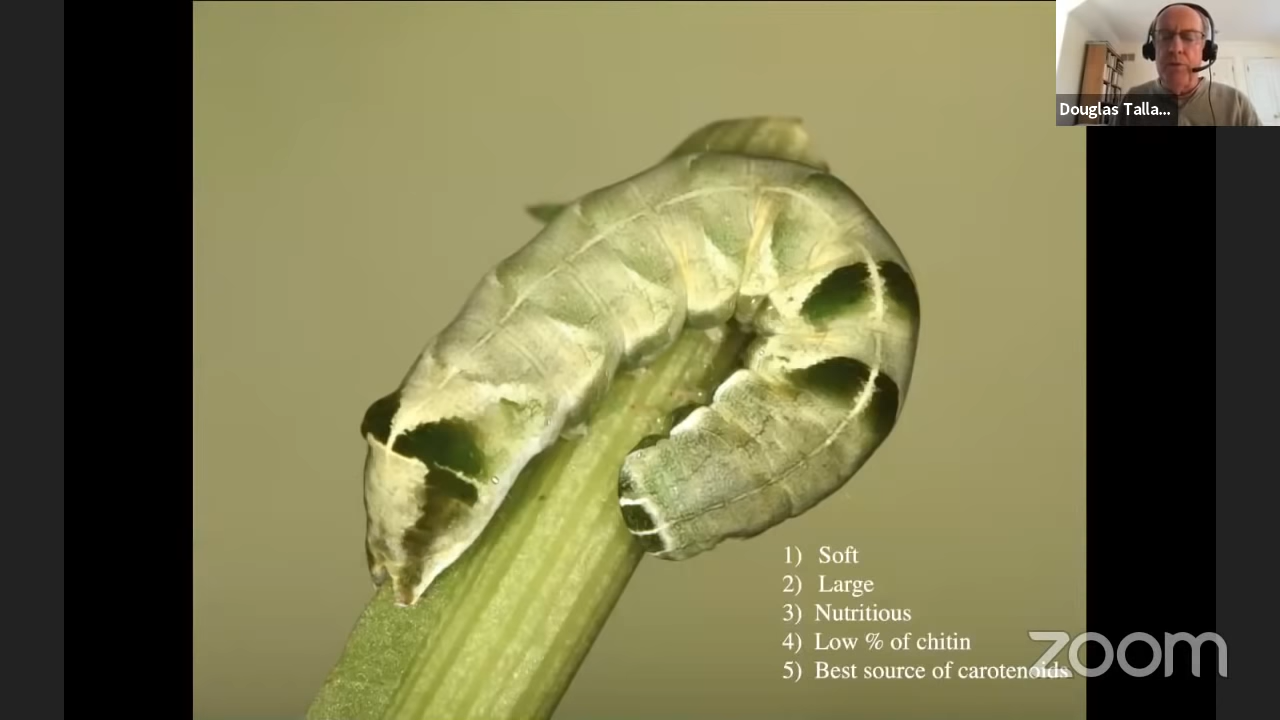 Douglas Talla...
1) Soft
2) Large
3) Nutritious
4) Low % of chitin
5) Best source of carotenoids
zoom